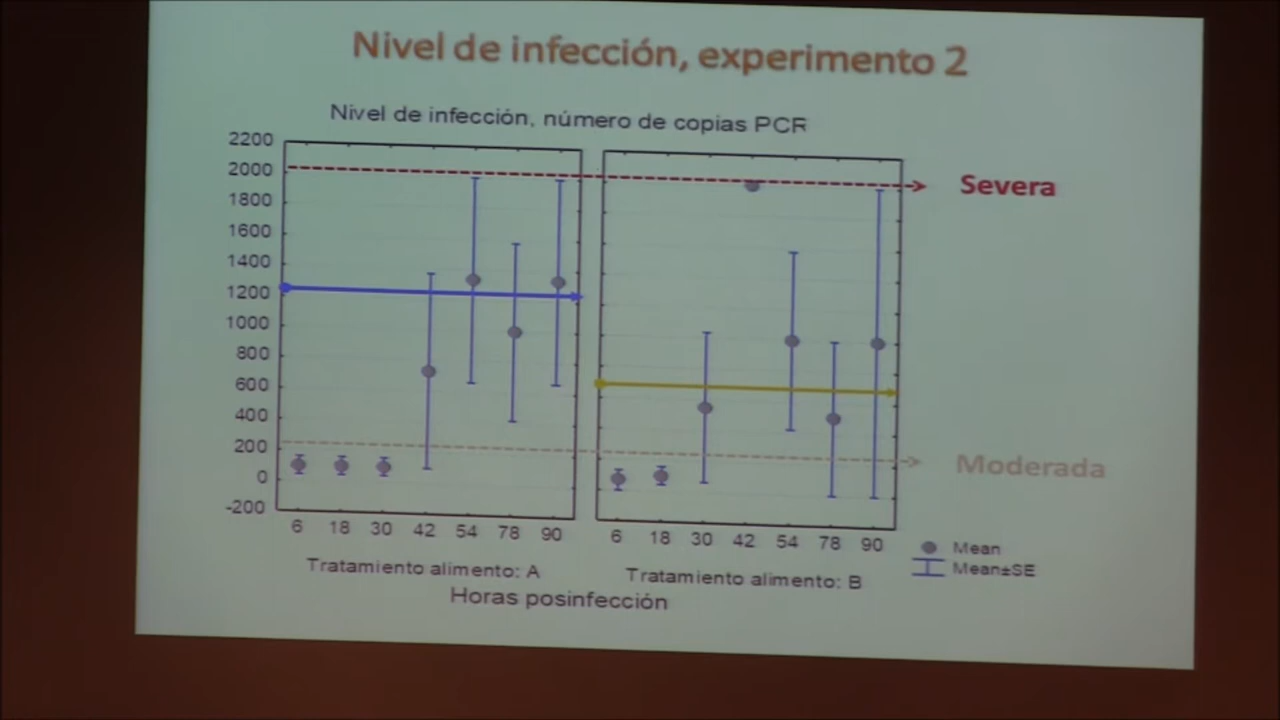 Nivel de infección, experimento 2
Nivel de infección, número de copias PCR
2200
2000
1800
1600
1400
1200
1000
800
600
400
200
0
-200
Severa
Moderada
6 18 30 42 54 78 90
6 18 30 42 54 78 90
Tratamiento alimento: A
Tratamiento alimento: B
Horas posinfección
Mean
Mean±SE